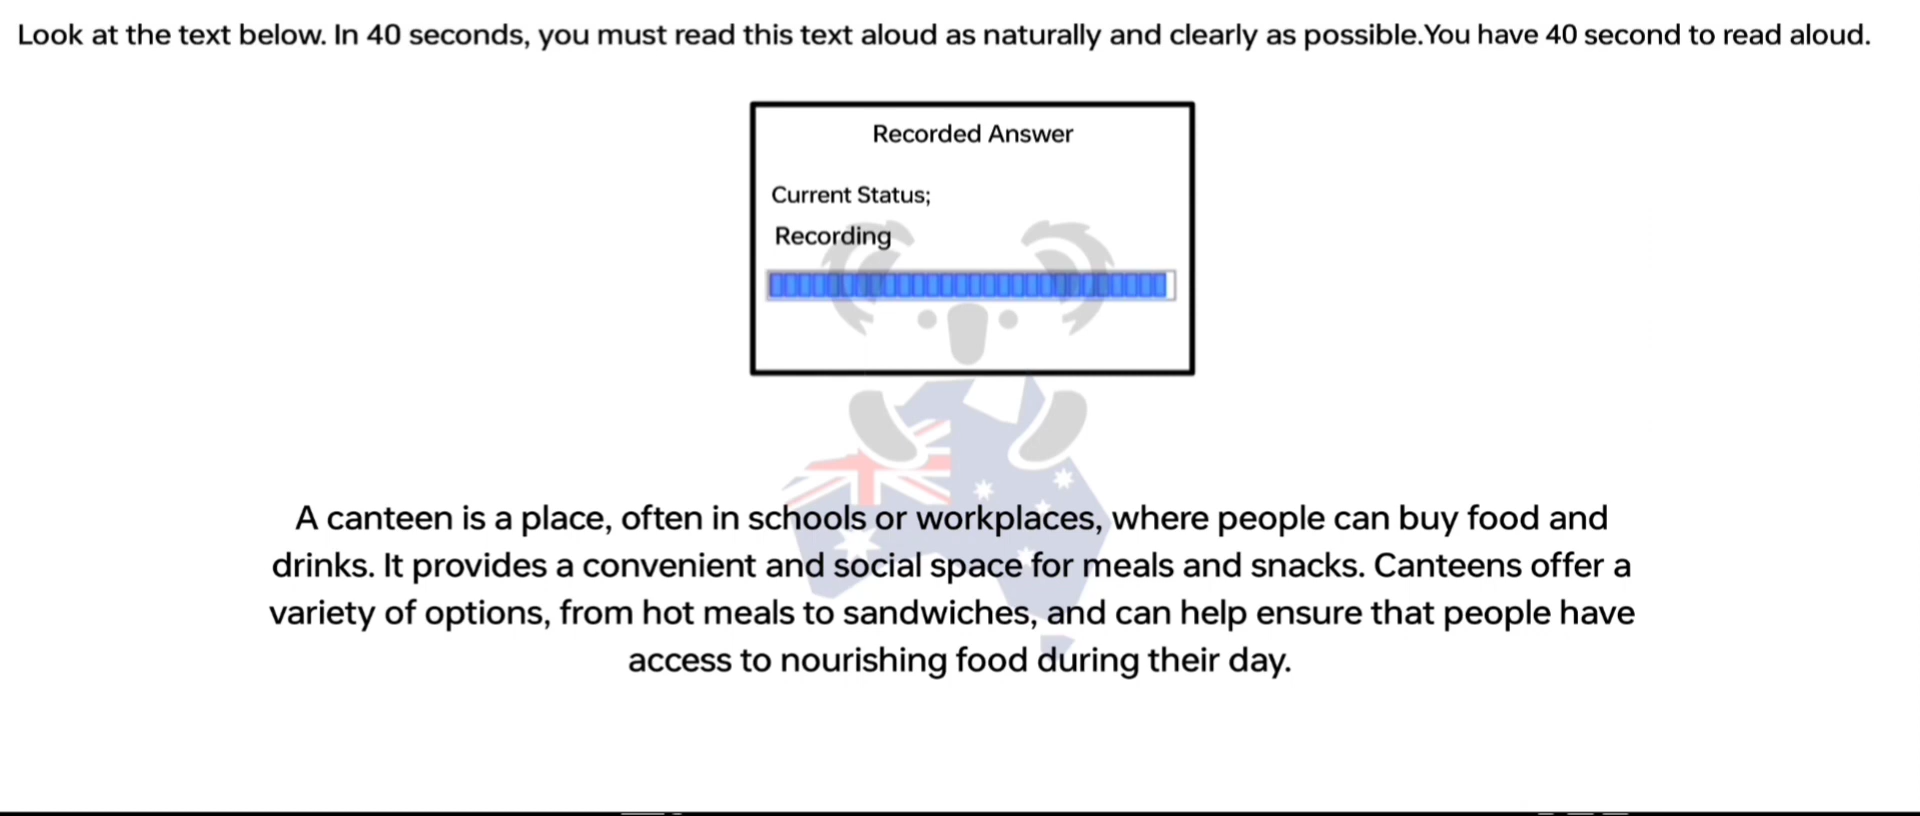 Look at the text below. In 40 seconds, you must read this text aloud as naturally and clearly as possible.You have 40 second to read aloud.
Recorded Answer
Current Status;
Recording
A canteen is a place, often in schools or workplaces, where people can buy food and
drinks. It provides a convenient and social space for meals and snacks. Canteens offer a
variety of options, from hot meals to sandwiches, and can help ensure that people have
access to nourishing food during their day.